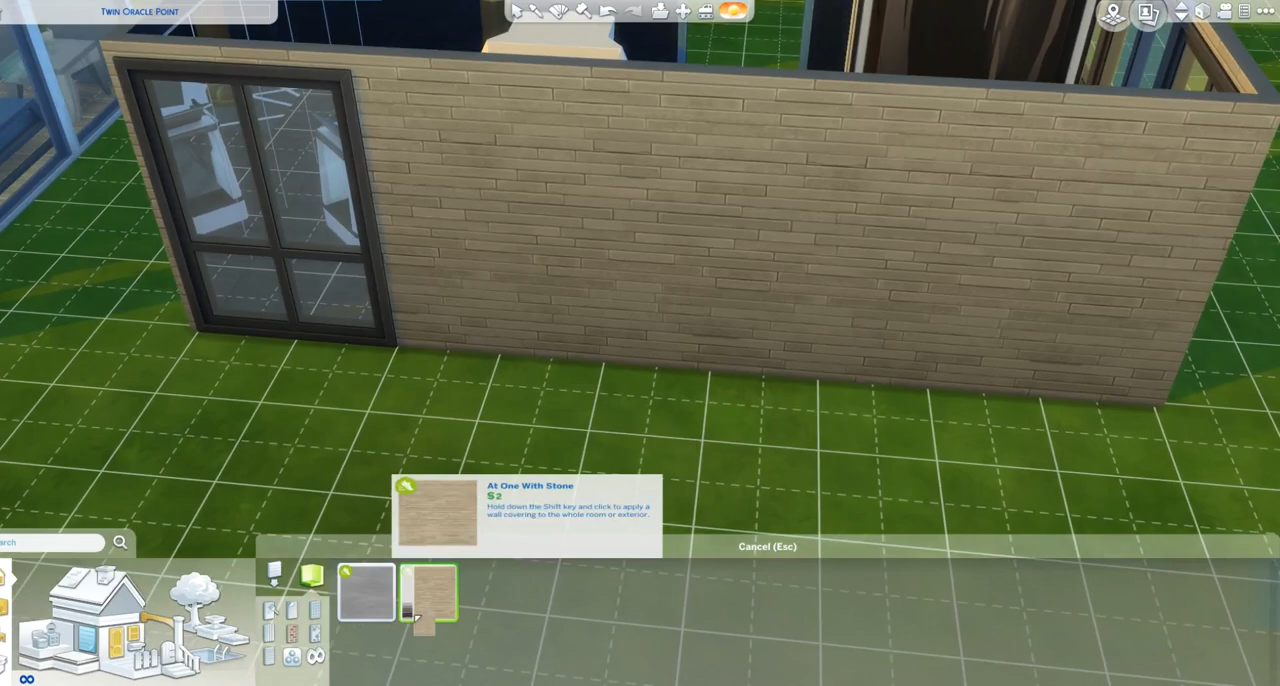 TWIN ORACLE POINT
At One With Stone
§2
Hold down the Shift key and click to apply a
wall covering to the whole room or exterior.
Cancel (Esc)
arch